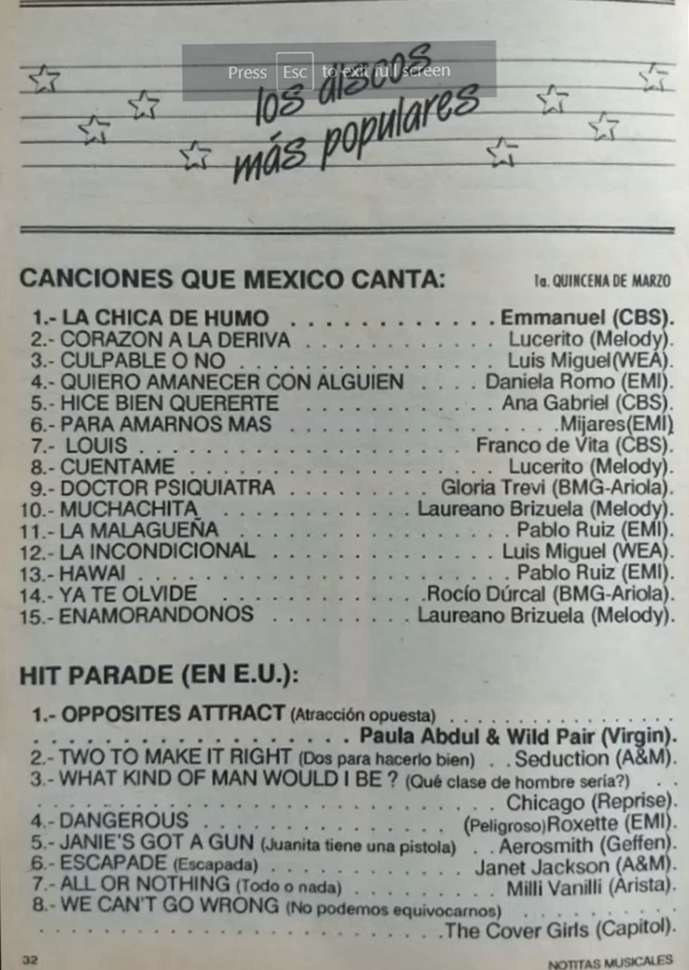 Press Esc to exit full screen
los discos
más populares
CANCIONES QUE MEXICO CANTA: 1a. QUINCENA DE MARZO
1.- LA CHICA DE HUMO . . . . . . . . . . . . Emmanuel (CBS).
2.- CORAZON A LA DERIVA . . . . . . . . . . . Lucerito (Melody).
3.- CULPABLE O NO . . . . . . . . . . . . . . Luis Miguel(WEA).
4.- QUIERO AMANECER CON ALGUIEN . . . . Daniela Romo (EMI).
5.- HICE BIEN QUERERTE . . . . . . . . . . . Ana Gabriel (CBS).
6.- PARA AMARNOS MAS . . . . . . . . . . . . . . .Mijares(EMI)
7.- LOUIS . . . . . . . . . . . . . . . . . . Franco de Vita (CBS).
8.- CUENTAME . . . . . . . . . . . . . . . . Lucerito (Melody).
9.- DOCTOR PSIQUIATRA . . . . . . . . Gloria Trevi (BMG-Ariola).
10.- MUCHACHITA . . . . . . . . . . Laureano Brizuela (Melody).
11.- LA MALAGUEÑA . . . . . . . . . . . . . Pablo Ruiz (EMI).
12.- LA INCONDICIONAL . . . . . . . . . . . Luis Miguel (WEA).
13.- HAWAI . . . . . . . . . . . . . . . . . . Pablo Ruiz (EMI).
14.- YA TE OLVIDE . . . . . . . . . . .Rocío Dúrcal (BMG-Ariola).
15.- ENAMORANDONOS . . . . . . . . Laureano Brizuela (Melody).
HIT PARADE (EN E.U.):
1.- OPPOSITES ATTRACT (Atracción opuesta) . . . . . . . . . . .
. . . . . . . . . . . . . . . . Paula Abdul & Wild Pair (Virgin).
2.- TWO TO MAKE IT RIGHT (Dos para hacerlo bien) . . Seduction (A&M).
3.- WHAT KIND OF MAN WOULD I BE ? (Qué clase de hombre sería?) . .
. . . . . . . . . . . . . . . . . . . . . . Chicago (Reprise).
4.- DANGEROUS . . . . . . . . . . . . . (Peligroso)Roxette (EMI).
5.- JANIE'S GOT A GUN (Juanita tiene una pistola) . . Aerosmith (Geffen).
6.- ESCAPADE (Escapada) . . . . . . . . . . Janet Jackson (A&M).
7.- ALL OR NOTHING (Todo o nada) . . . . . . . . Milli Vanilli (Arista).
8.- WE CAN'T GO WRONG (No podemos equivocarnos) . . . . . . . .
. . . . . . . . . . . . . . . . . . . .The Cover Girls (Capitol).
32 NOTITAS MUSICALES